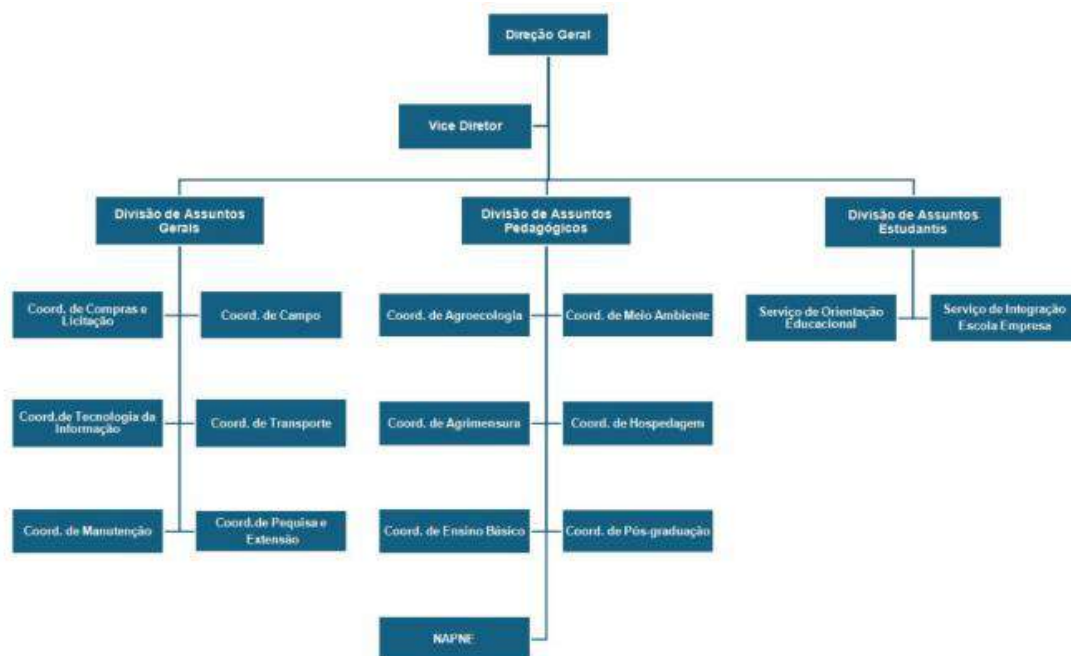 Direção Geral
Vice Diretor
Divisão de Assuntos
Gerais
Divisão de Assuntos
Pedagógicos
Divisão de Assuntos
Estudantis
Coord. de Compras e
Licitação
Coord. de Campo
Coord. de Agroecologia
Coord. de Meio Ambiente
Serviço de Orientação
Educacional
Serviço de Integração
Escola Empresa
Coord.de Tecnologia da
Informação
Coord. de Transporte
Coord. de Agrimensura
Coord. de Hospedagem
Coord. de Manutenção
Coord.de Pequisa e
Extensão
Coord. de Ensino Básico
Coord. de Pós-graduação
NAPNE